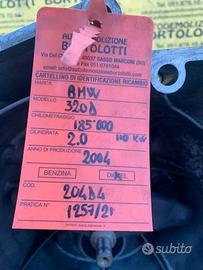 AUTODEMOLIZIONE
BORTOLOTTI
40037 SASSO MARCONI (BO)
CARTELLINO DI IDENTIFICAZIONE RICAMBIO
MARCA BMW
MODELLO 320D
CHILOMETRAGGIO 185'000
CILINDRATA 2.0 110 KW
ANNO DI PRODUZIONE 2004
BENZINA DIESEL
COD. 204D4
PRATICA N° 1257/21
subito